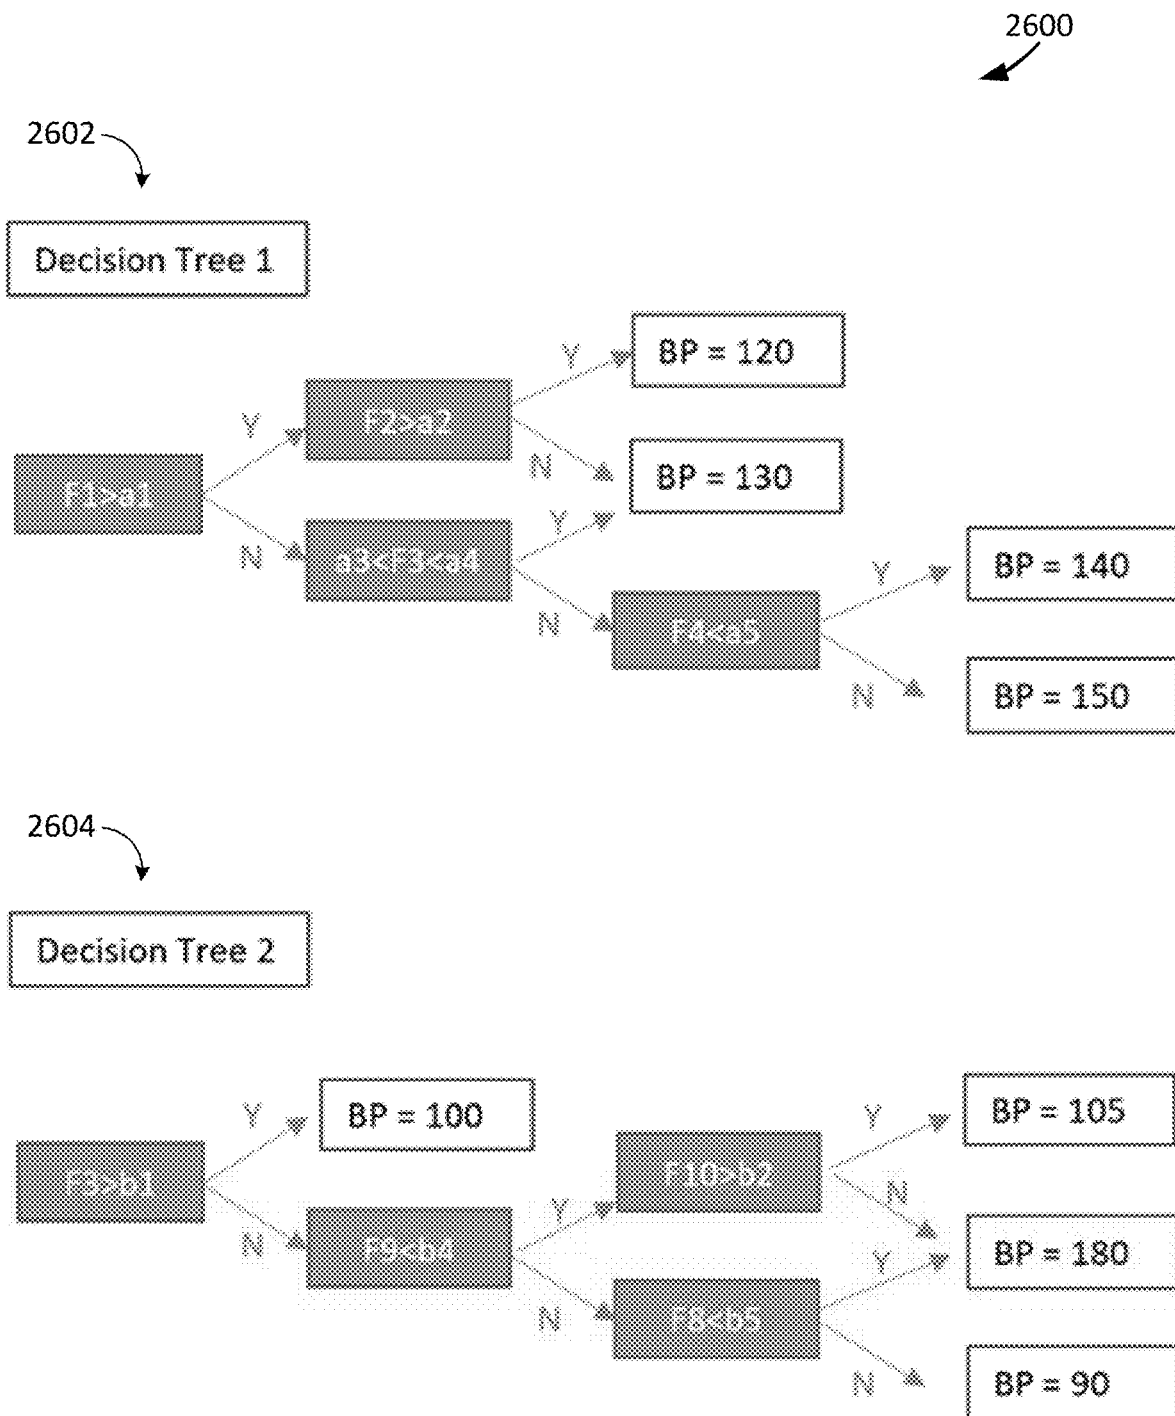 2600
2602
Decision Tree 1
Y
BP = 120
F2>a2
Y
N
BP = 130
F1>a1
Y
N
a3<F3<a4
BP = 140
Y
N
F4<a5
N
BP = 150
2604
Decision Tree 2
Y
BP = 100
Y
BP = 105
F3>b1
F10>b2
N
Y
N
F9<b4
Y
BP = 180
N
F8<b5
N
BP = 90